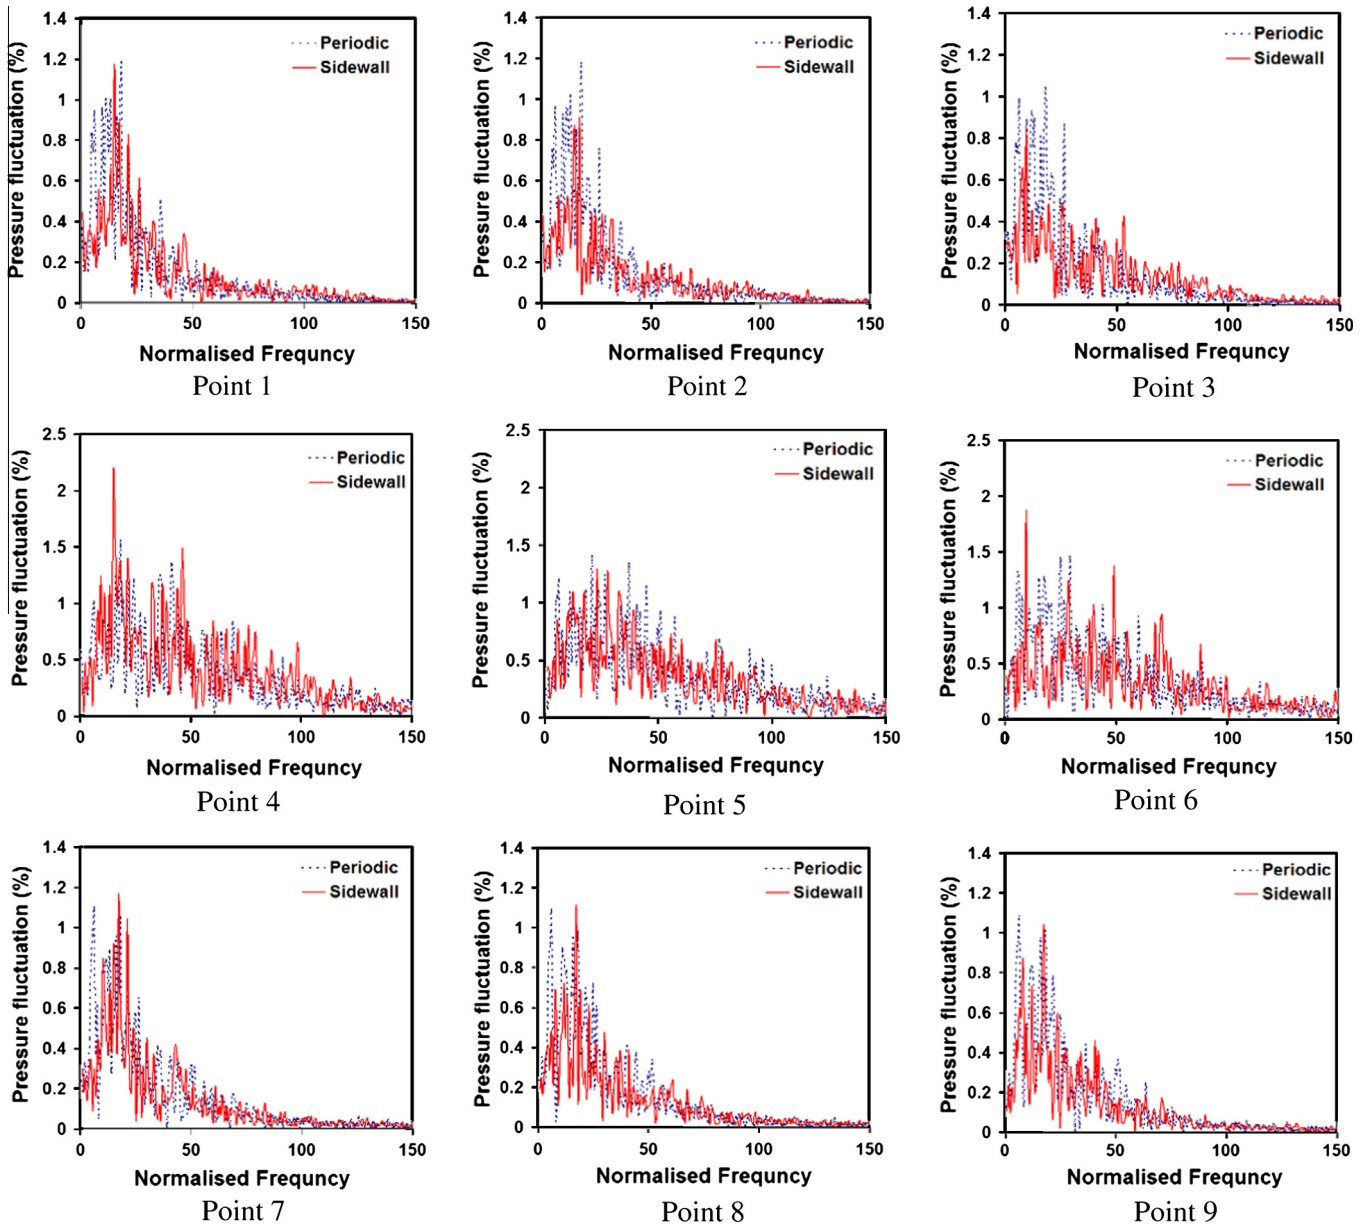 1.4
1.2
1
0.8
0.6
0.4
0.2
0
Pressure fluctuation (%)
Periodic
Sidewall
0 50 100 150
Normalised Frequncy
Point 1
1.4
1.2
1
0.8
0.6
0.4
0.2
0
Pressure fluctuation (%)
Periodic
Sidewall
0 50 100 150
Normalised Frequncy
Point 2
1.4
1.2
1
0.8
0.6
0.4
0.2
0
Pressure fluctuation (%)
Periodic
Sidewall
0 50 100 150
Normalised Frequncy
Point 3
2.5
2
1.5
1
0.5
0
Pressure fluctuation (%)
Periodic
Sidewall
0 50 100 150
Normalised Frequncy
Point 4
2.5
2
1.5
1
0.5
0
Pressure fluctuation (%)
Periodic
Sidewall
0 50 100 150
Normalised Frequncy
Point 5
2.5
2
1.5
1
0.5
0
Pressure fluctuation (%)
Periodic
Sidewall
0 50 100 150
Normalised Frequncy
Point 6
1.4
1.2
1
0.8
0.6
0.4
0.2
0
Pressure fluctuation (%)
Periodic
Sidewall
0 50 100 150
Normalised Frequncy
Point 7
1.4
1.2
1
0.8
0.6
0.4
0.2
0
Pressure fluctuation (%)
Periodic
Sidewall
0 50 100 150
Normalised Frequncy
Point 8
1.4
1.2
1
0.8
0.6
0.4
0.2
0
Pressure fluctuation (%)
Periodic
Sidewall
0 50 100 150
Normalised Frequncy
Point 9